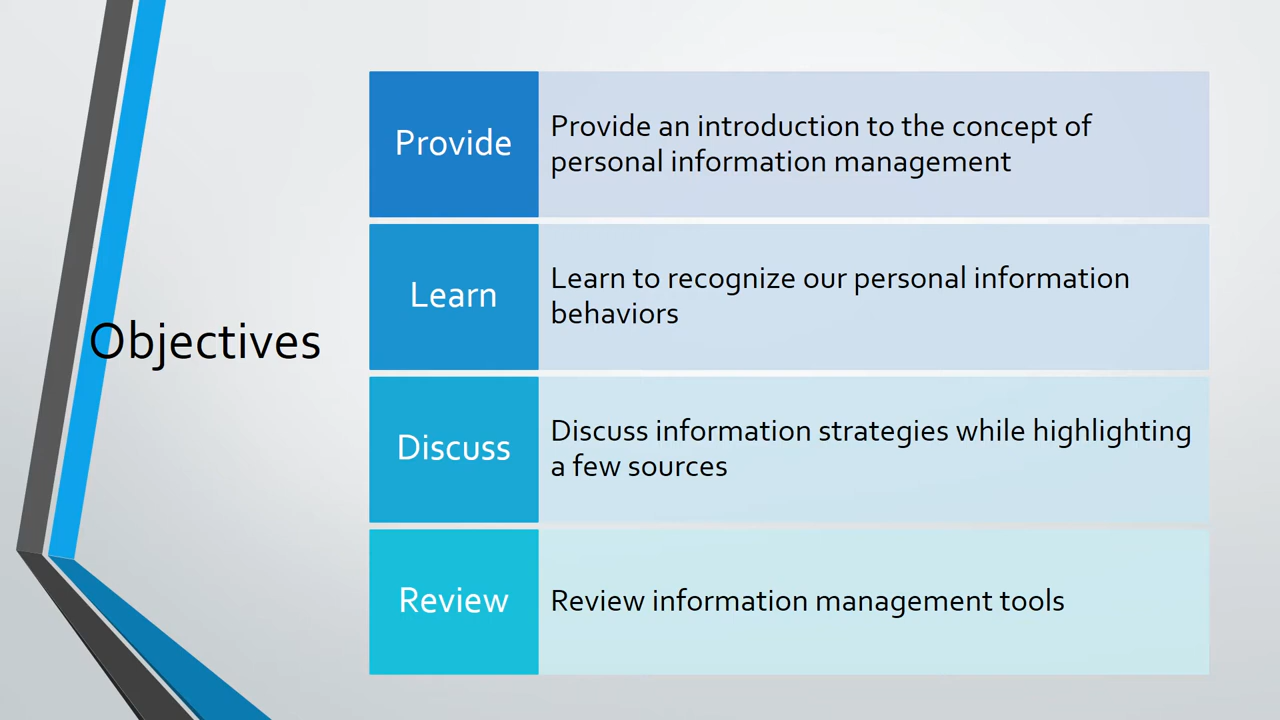 Objectives
Provide
Provide an introduction to the concept of
personal information management
Learn
Learn to recognize our personal information
behaviors
Discuss
Discuss information strategies while highlighting
a few sources
Review
Review information management tools